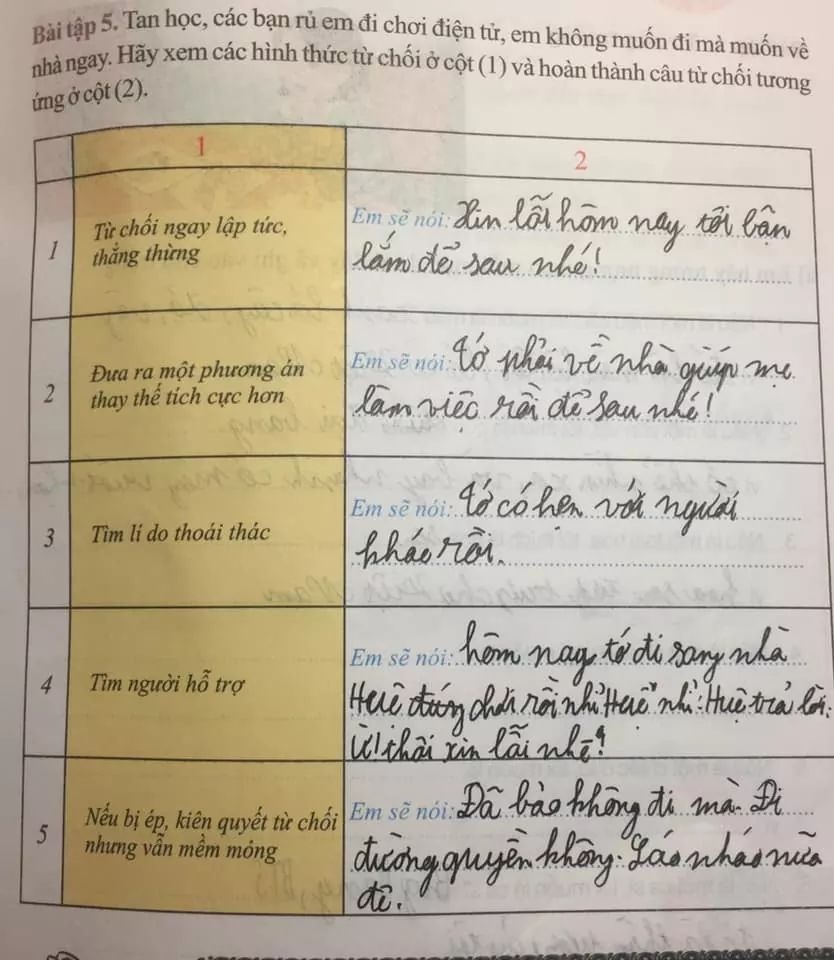 Bài tập 5. Tan học, các bạn rủ em đi chơi điện tử, em không muốn đi mà muốn về
nhà ngay. Hãy xem các hình thức từ chối ở cột (1) và hoàn thành câu từ chối tương
ứng ở cột (2).
1
2
1
Từ chối ngay lập tức,
thẳng thừng
Em sẽ nói: Xin lỗi hôm nay tôi bận
lắm để sau nhé!
2
Đưa ra một phương án
thay thế tích cực hơn
Em sẽ nói: tớ phải về nhà giúp mẹ
làm việc rồi để sau nhé!
3
Tìm lí do thoái thác
Em sẽ nói: tớ có hẹn với người
khác rồi.
4
Tìm người hỗ trợ
Em sẽ nói: hôm nay tớ đi sang nhà
Huệ đứng chơi rồi nhỉ Huệ nhỉ: Huệ trả lời:
Ừ! thôi xin lỗi nhé!
5
Nếu bị ép, kiên quyết từ chối
nhưng vẫn mềm mỏng
Em sẽ nói: Đã bảo không đi mà. Đi
đường quyền không. Láo nháo nữa
đi.